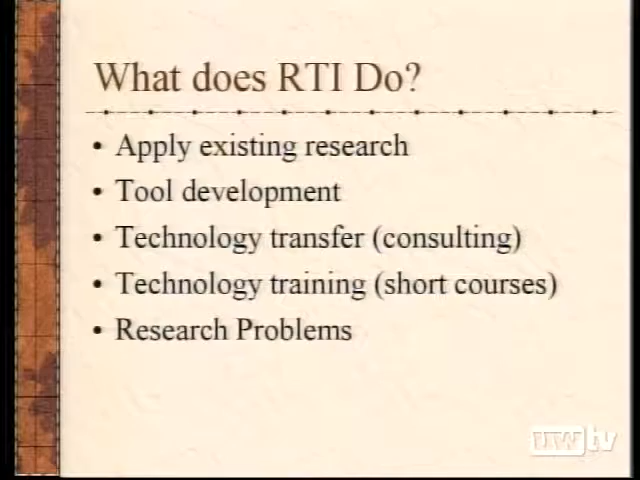 What does RTI Do?
• Apply existing research
• Tool development
• Technology transfer (consulting)
• Technology training (short courses)
• Research Problems
uwtv